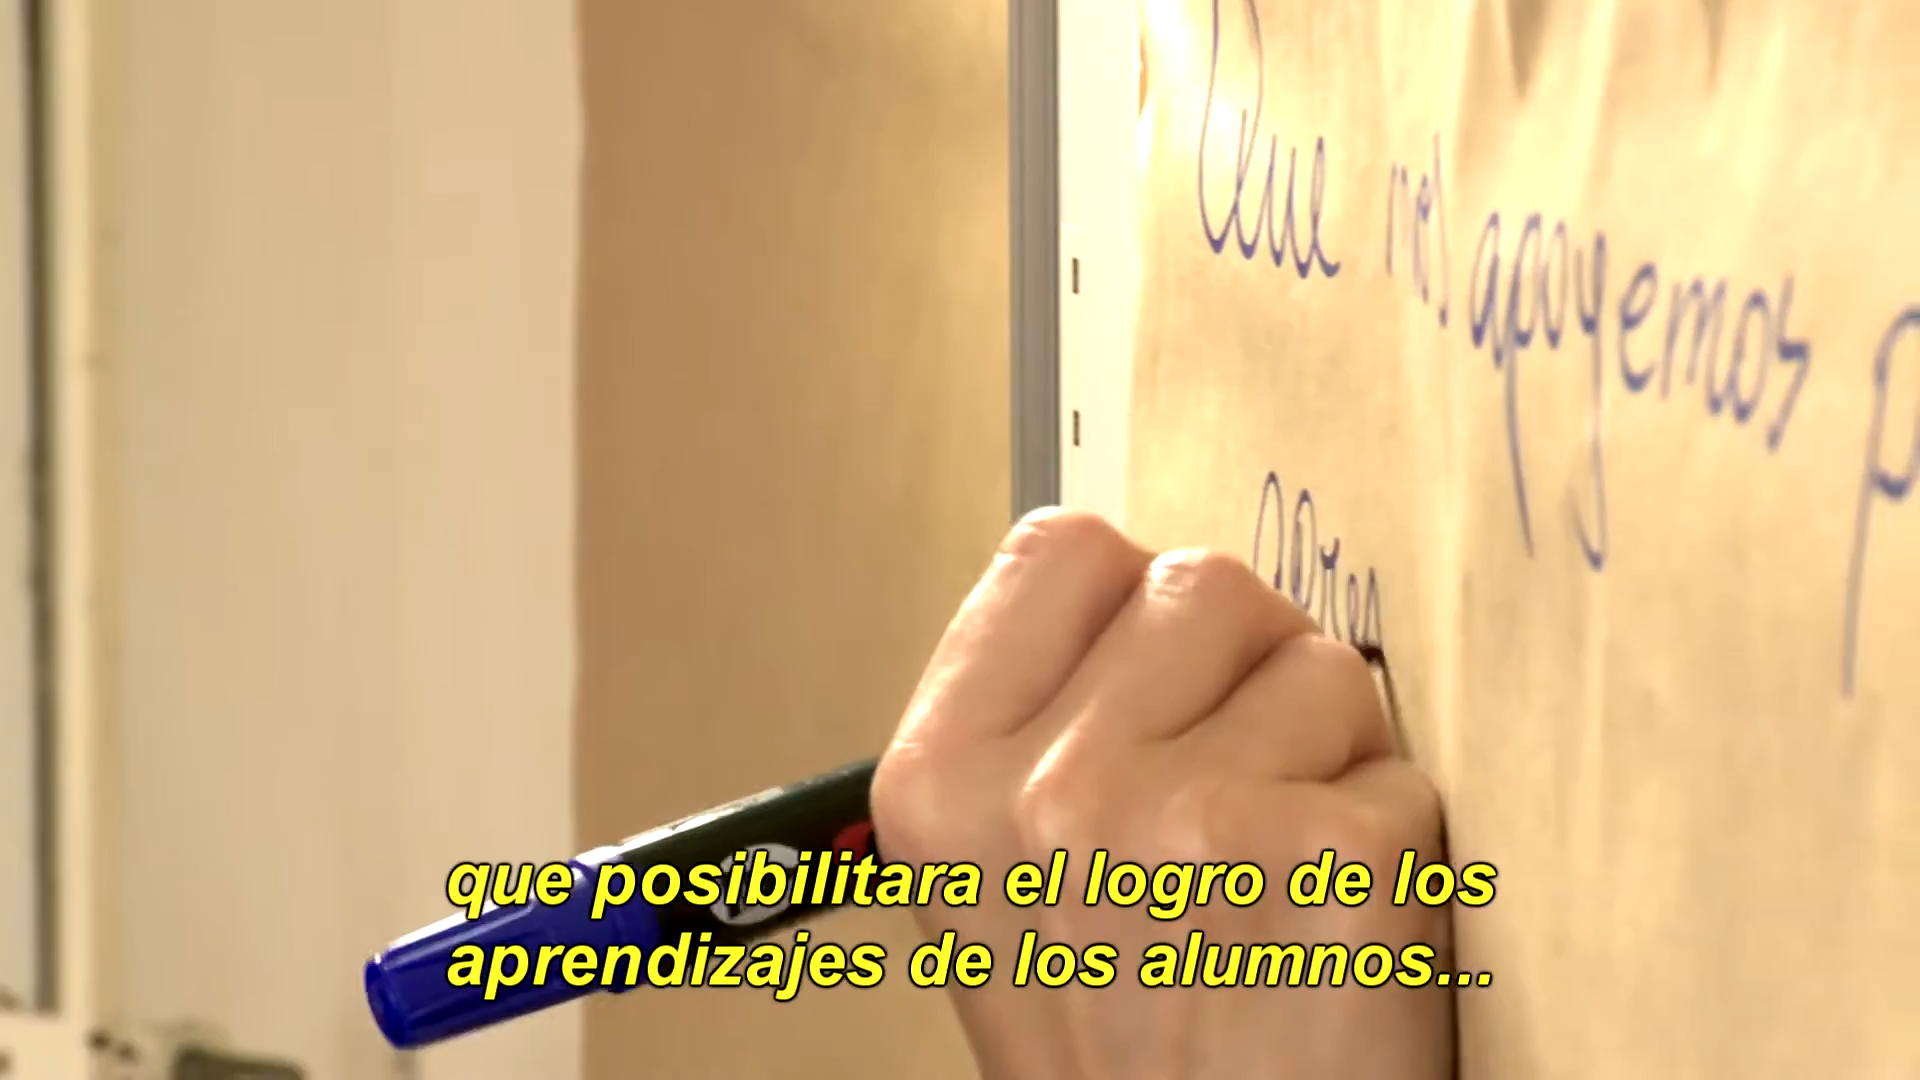 Que nos apoyemos p
que posibilitara el logro de los
aprendizajes de los alumnos...